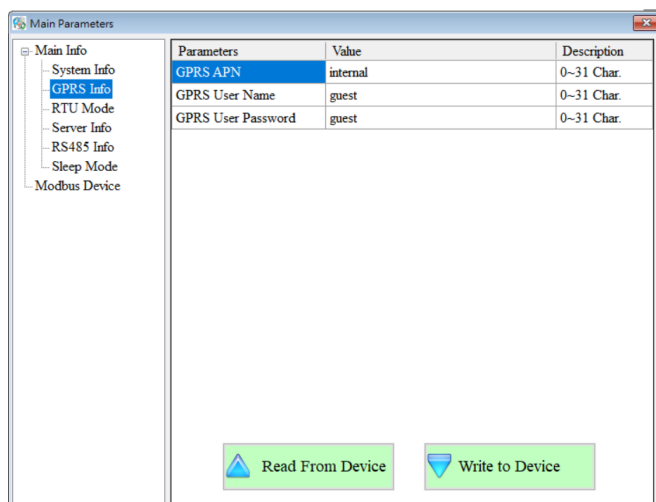 Main Parameters
Main Info
System Info
GPRS Info
RTU Mode
Server Info
RS485 Info
Sleep Mode
Modbus Device
Parameters Value Description
GPRS APN internal 0~31 Char.
GPRS User Name guest 0~31 Char.
GPRS User Password guest 0~31 Char.
Read From Device Write to Device